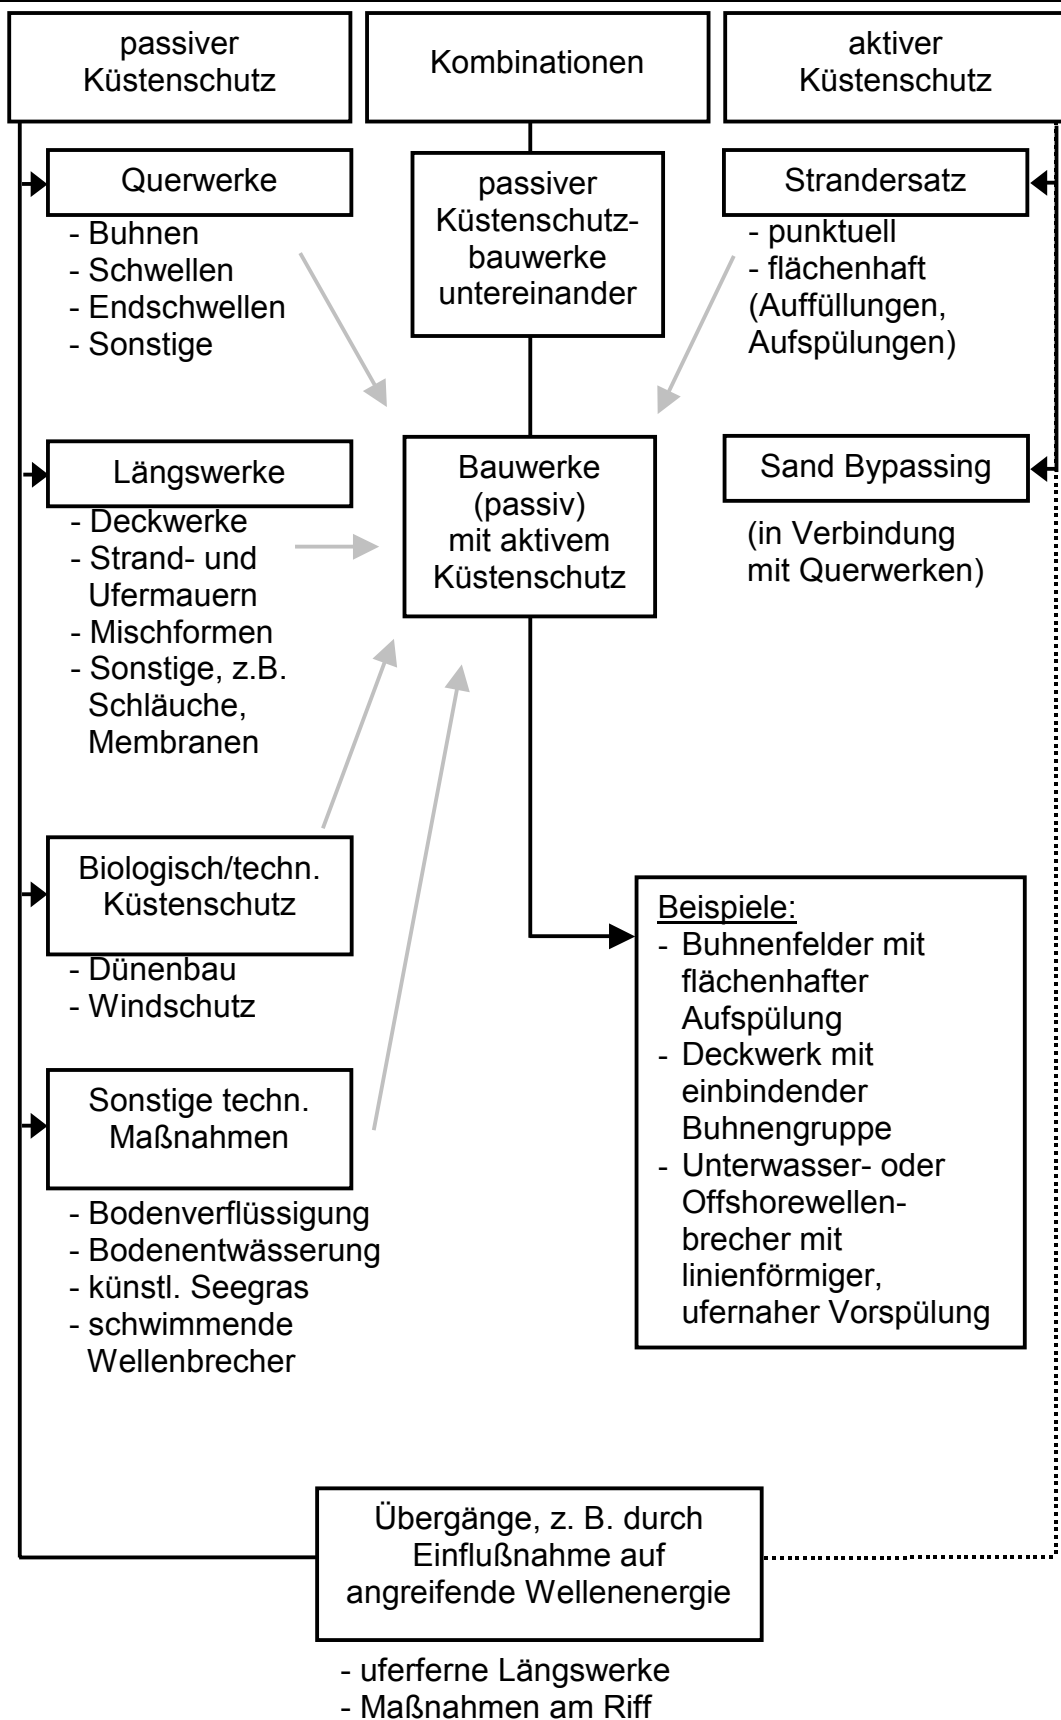 passiver
Küstenschutz
Kombinationen
aktiver
Küstenschutz
Querwerke
- Buhnen
- Schwellen
- Endschwellen
- Sonstige
passiver
Küstenschutz-
bauwerke
untereinander
Strandersatz
- punktuell
- flächenhaft
(Auffüllungen,
Aufspülungen)
Längswerke
- Deckwerke
- Strand- und
Ufermauern
- Mischformen
- Sonstige, z.B.
Schläuche,
Membranen
Bauwerke
(passiv)
mit aktivem
Küstenschutz
Sand Bypassing
(in Verbindung
mit Querwerken)
Biologisch/techn.
Küstenschutz
- Dünenbau
- Windschutz
Sonstige techn.
Maßnahmen
- Bodenverflüssigung
- Bodenentwässerung
- künstl. Seegras
- schwimmende
Wellenbrecher
Beispiele:
- Buhnenfelder mit
flächenhafter
Aufspülung
- Deckwerk mit
einbindender
Buhnengruppe
- Unterwasser- oder
Offshorewellen-
brecher mit
linienförmiger,
ufernaher Vorspülung
Übergänge, z. B. durch
Einflußnahme auf
angreifende Wellenenergie
- uferferne Längswerke
- Maßnahmen am Riff